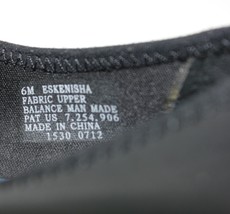 6M ESKENISHA
FABRIC UPPER
BALANCE MAN MADE
PAT US 7,254,906
MADE IN CHINA
1530 0712